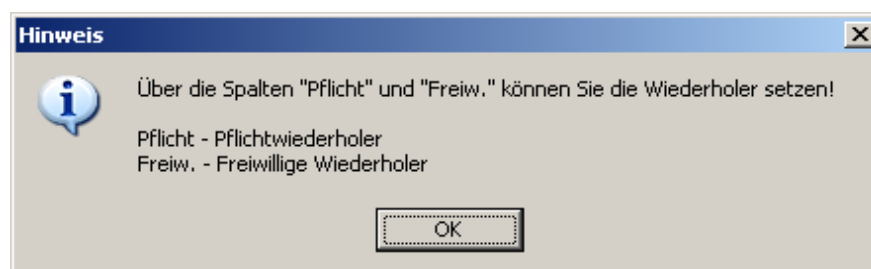 Hinweis
Über die Spalten "Pflicht" und "Freiw." können Sie die Wiederholer setzen!
Pflicht - Pflichtwiederholer
Freiw. - Freiwillige Wiederholer
OK